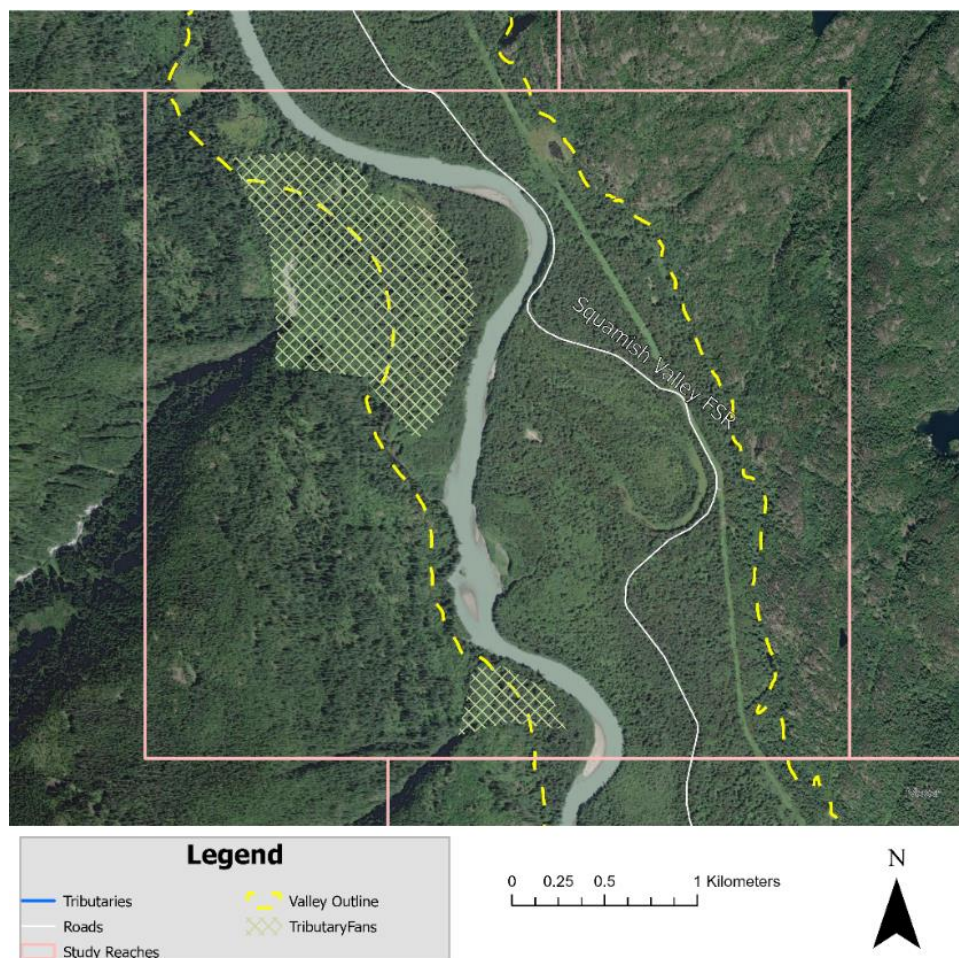 Squamish Valley FSR
Legend
Tributaries
Roads
Study Reaches
Valley Outline
TributaryFans
0 0.25 0.5 1 Kilometers
N